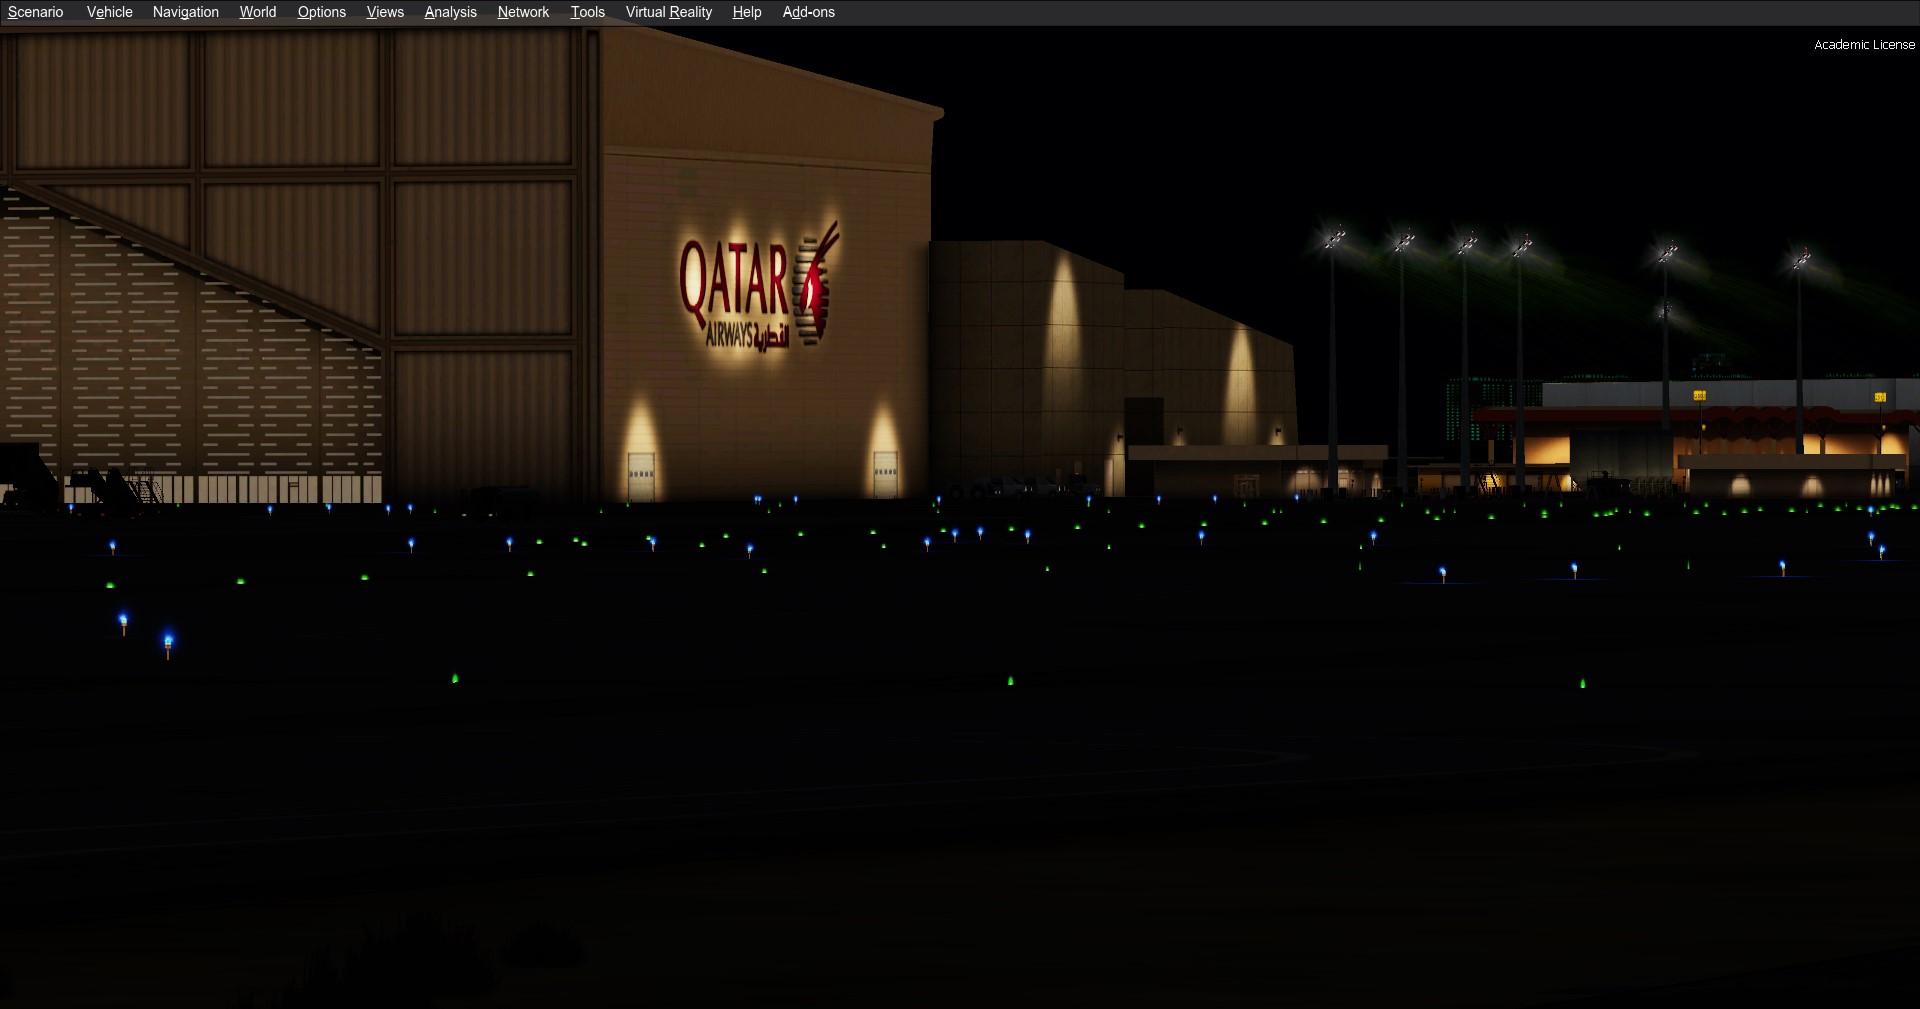 Scenario Vehicle Navigation World Options Views Analysis Network Tools Virtual Reality Help Add-ons
Academic License
QATAR
AIRWAYS القطرية